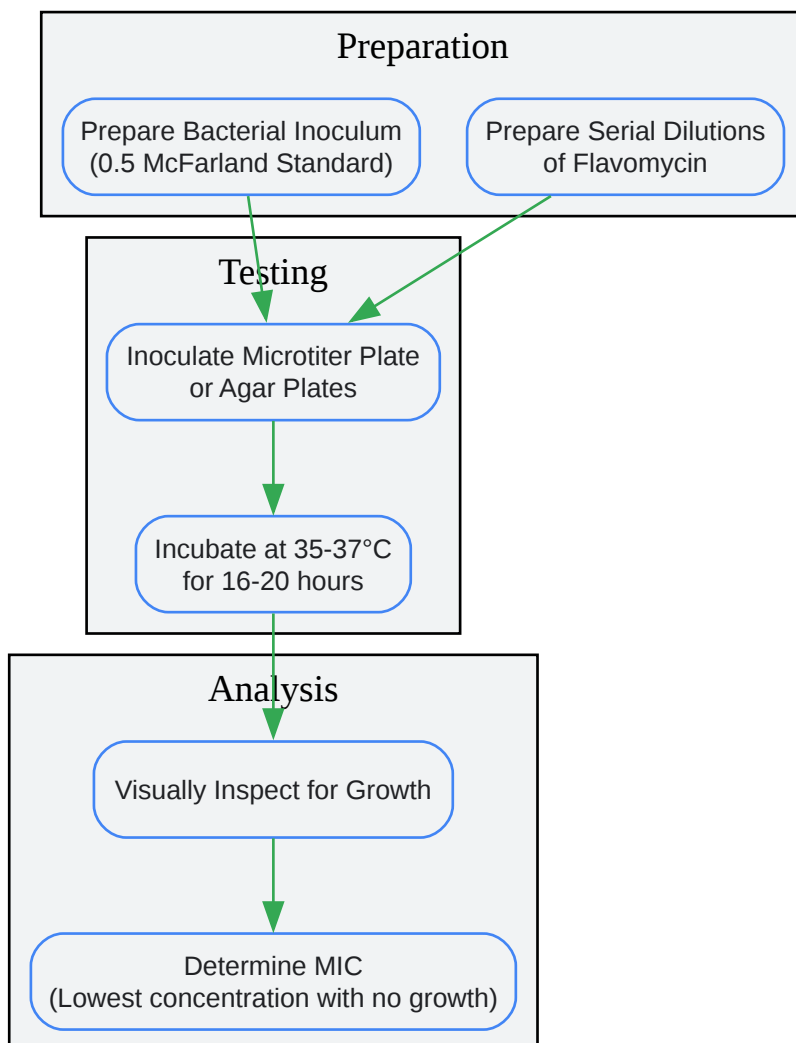 Preparation
Prepare Bacterial Inoculum
(0.5 McFarland Standard)
Prepare Serial Dilutions
of Flavomycin
Testing
Inoculate Microtiter Plate
or Agar Plates
Incubate at 35-37°C
for 16-20 hours
Analysis
Visually Inspect for Growth
Determine MIC
(Lowest concentration with no growth)